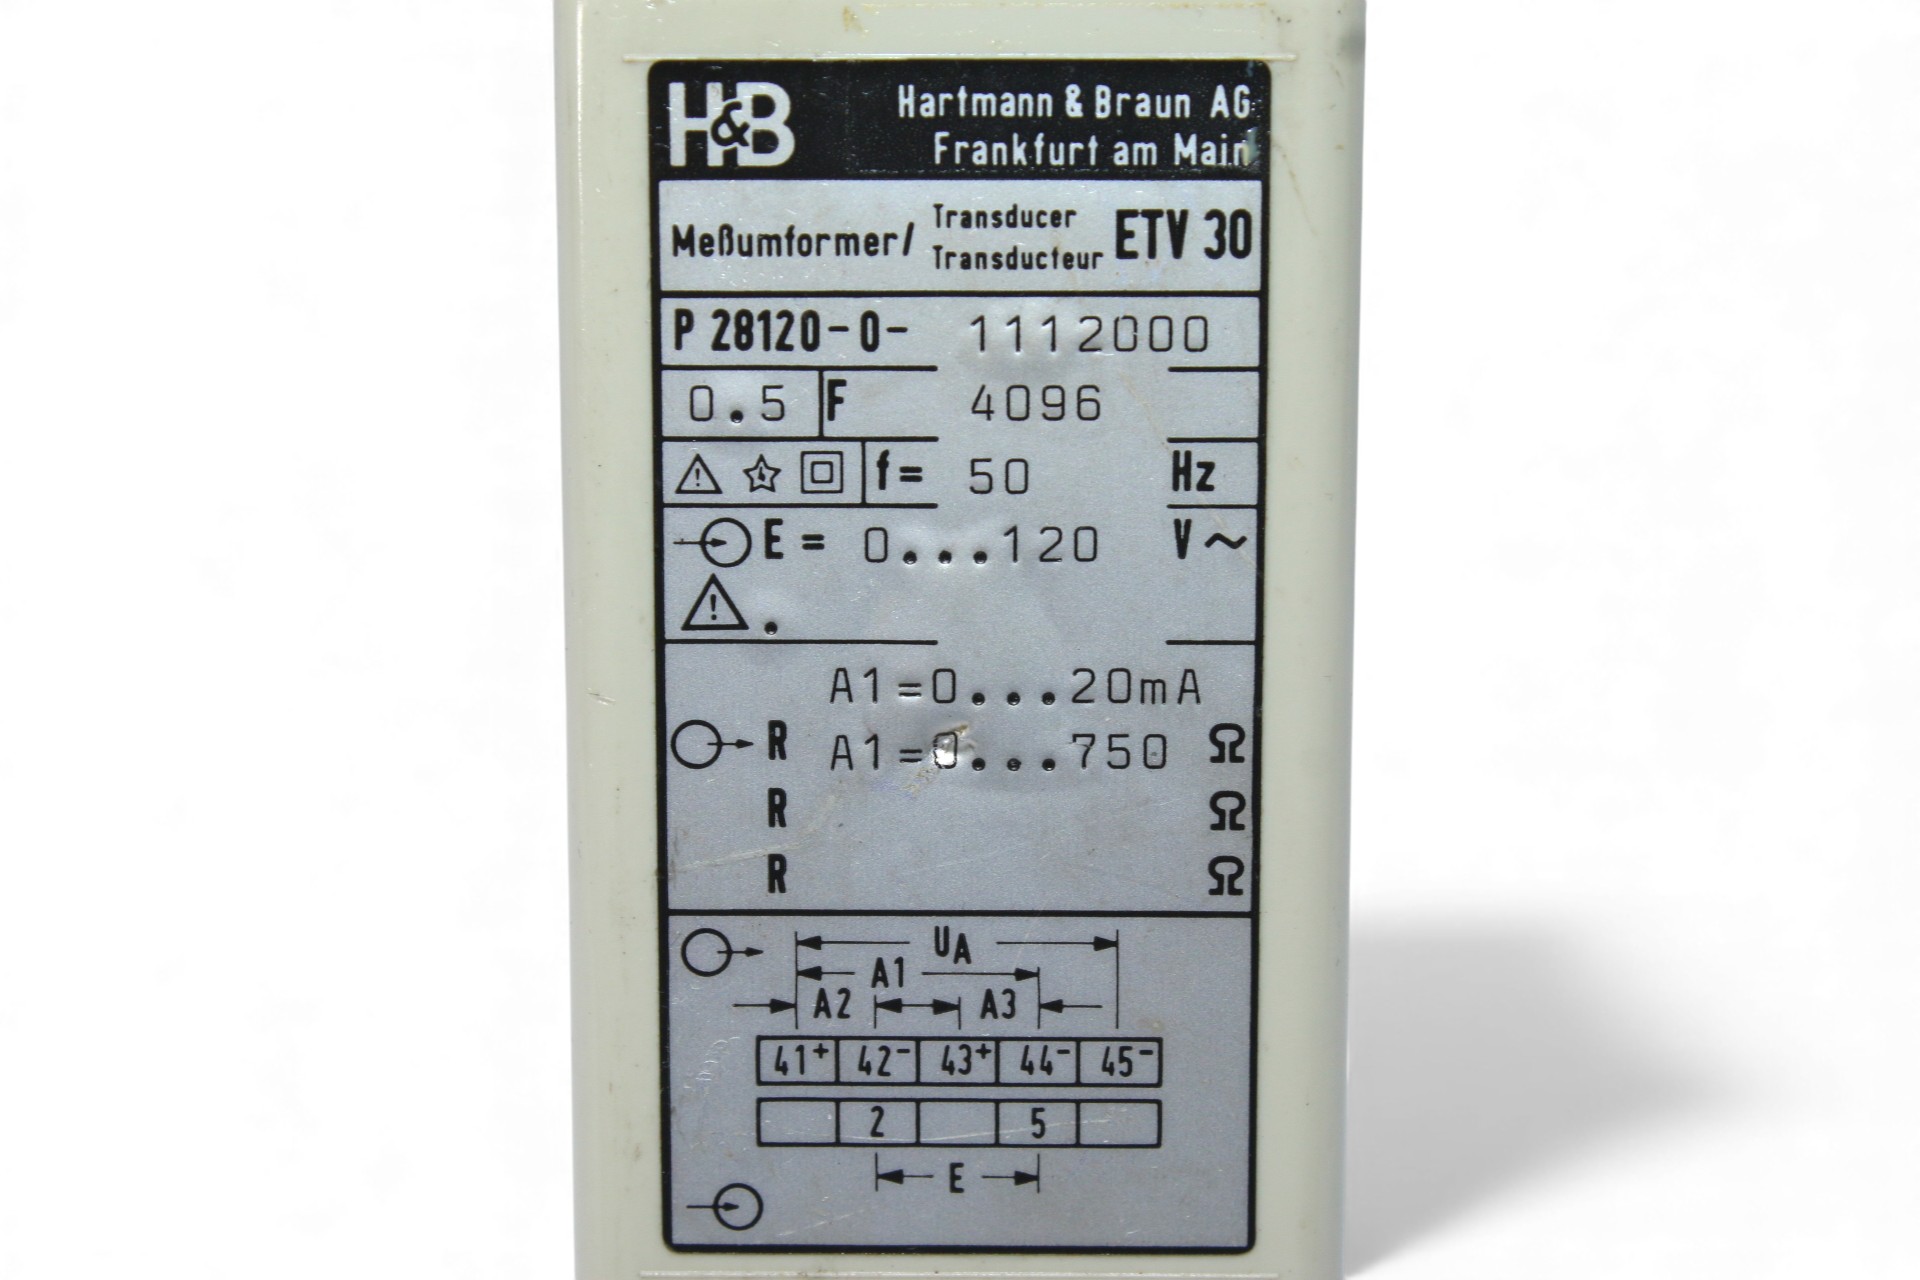 H&B
Hartmann & Braun AG
Frankfurt am Main
Meßumformer/ Transducer ETV 30
Transducteur
P 28120-0- 1112000
0.5 F 4096
f= 50 Hz
E = 0...120 V~
.
A1=0...20mA
R A1=0...750 Ω
R Ω
R Ω
UA
A1
A2 A3
41+ 42- 43+ 44- 45-
2 5
E